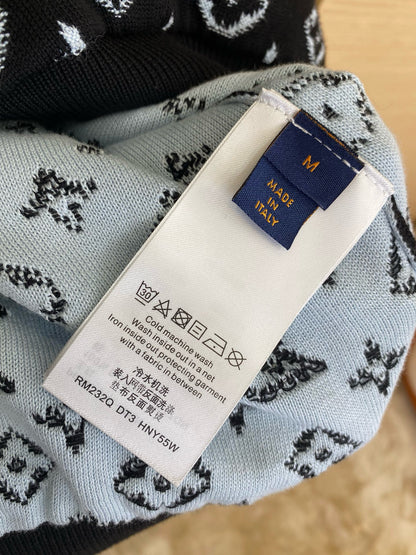 M
MADE
IN
ITALY
30
Cold machine wash
Wash inside out in a net
Iron inside out protecting garment
with a fabric in between
冷水机洗
装入网带反面洗涤
垫布反面熨烫
RM232Q DT3 HNY55W